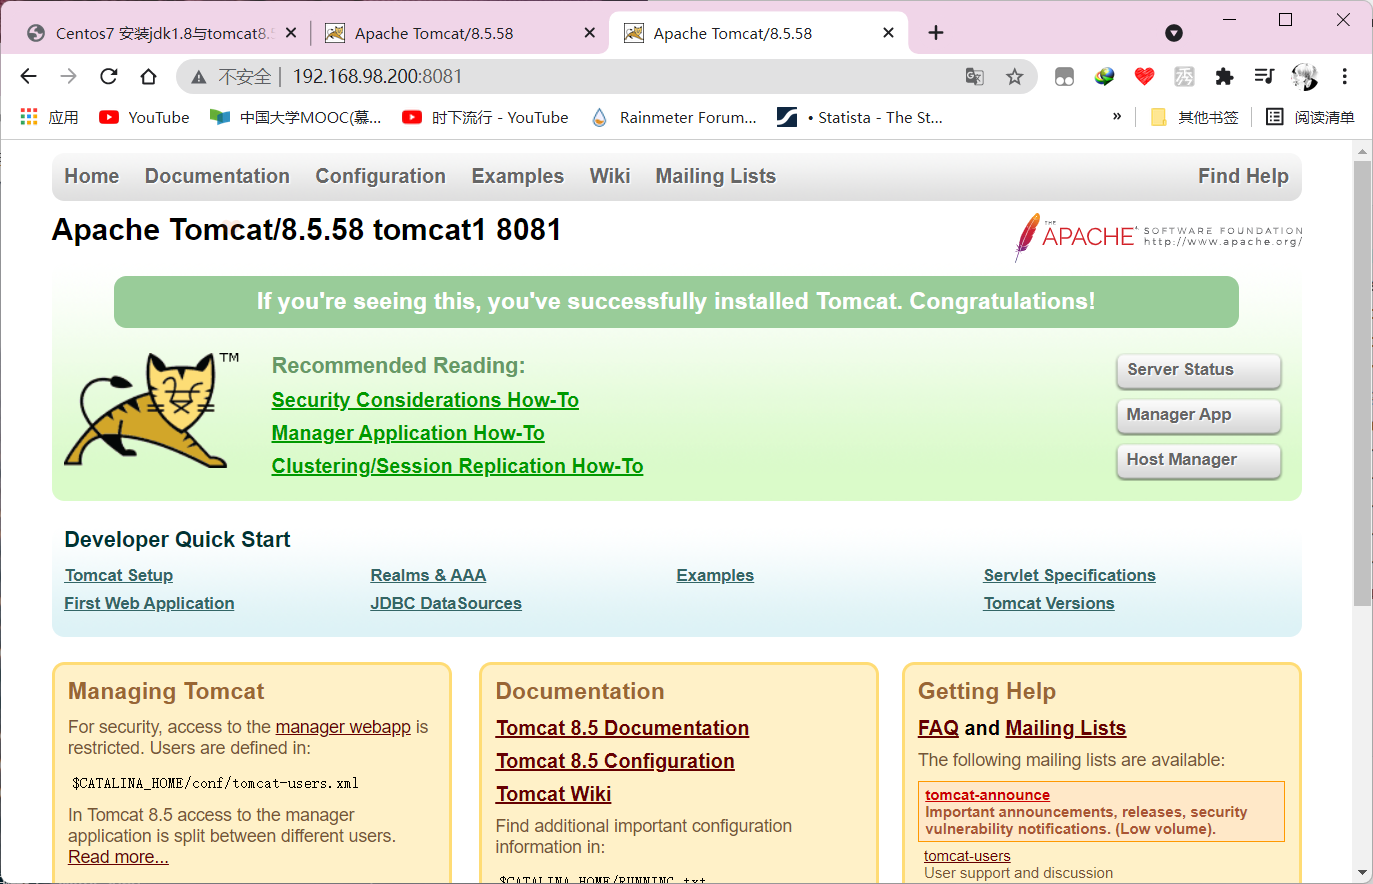 Centos7 安装jdk1.8与tomcat8.5
Apache Tomcat/8.5.58
Apache Tomcat/8.5.58
不安全 | 192.168.98.200:8081
应用
YouTube
中国大学MOOC(慕...
时下流行 - YouTube
Rainmeter Forum...
• Statista - The St...
»
其他书签
阅读清单
Home Documentation Configuration Examples Wiki Mailing Lists Find Help
Apache Tomcat/8.5.58 tomcat1 8081
THE APACHE SOFTWARE FOUNDATION
http://www.apache.org/
If you're seeing this, you've successfully installed Tomcat. Congratulations!
TM
Recommended Reading:
Security Considerations How-To
Manager Application How-To
Clustering/Session Replication How-To
Server Status
Manager App
Host Manager
Developer Quick Start
Tomcat Setup
First Web Application
Realms & AAA
JDBC DataSources
Examples
Servlet Specifications
Tomcat Versions
Managing Tomcat
For security, access to the manager webapp is
restricted. Users are defined in:
$CATALINA_HOME/conf/tomcat-users.xml
In Tomcat 8.5 access to the manager
application is split between different users.
Read more...
Documentation
Tomcat 8.5 Documentation
Tomcat 8.5 Configuration
Tomcat Wiki
Find additional important configuration
information in:
$CATALINA_HOME/RUNNING.txt
Getting Help
FAQ and Mailing Lists
The following mailing lists are available:
tomcat-announce
Important announcements, releases, security
vulnerability notifications. (Low volume).
tomcat-users
User support and discussion